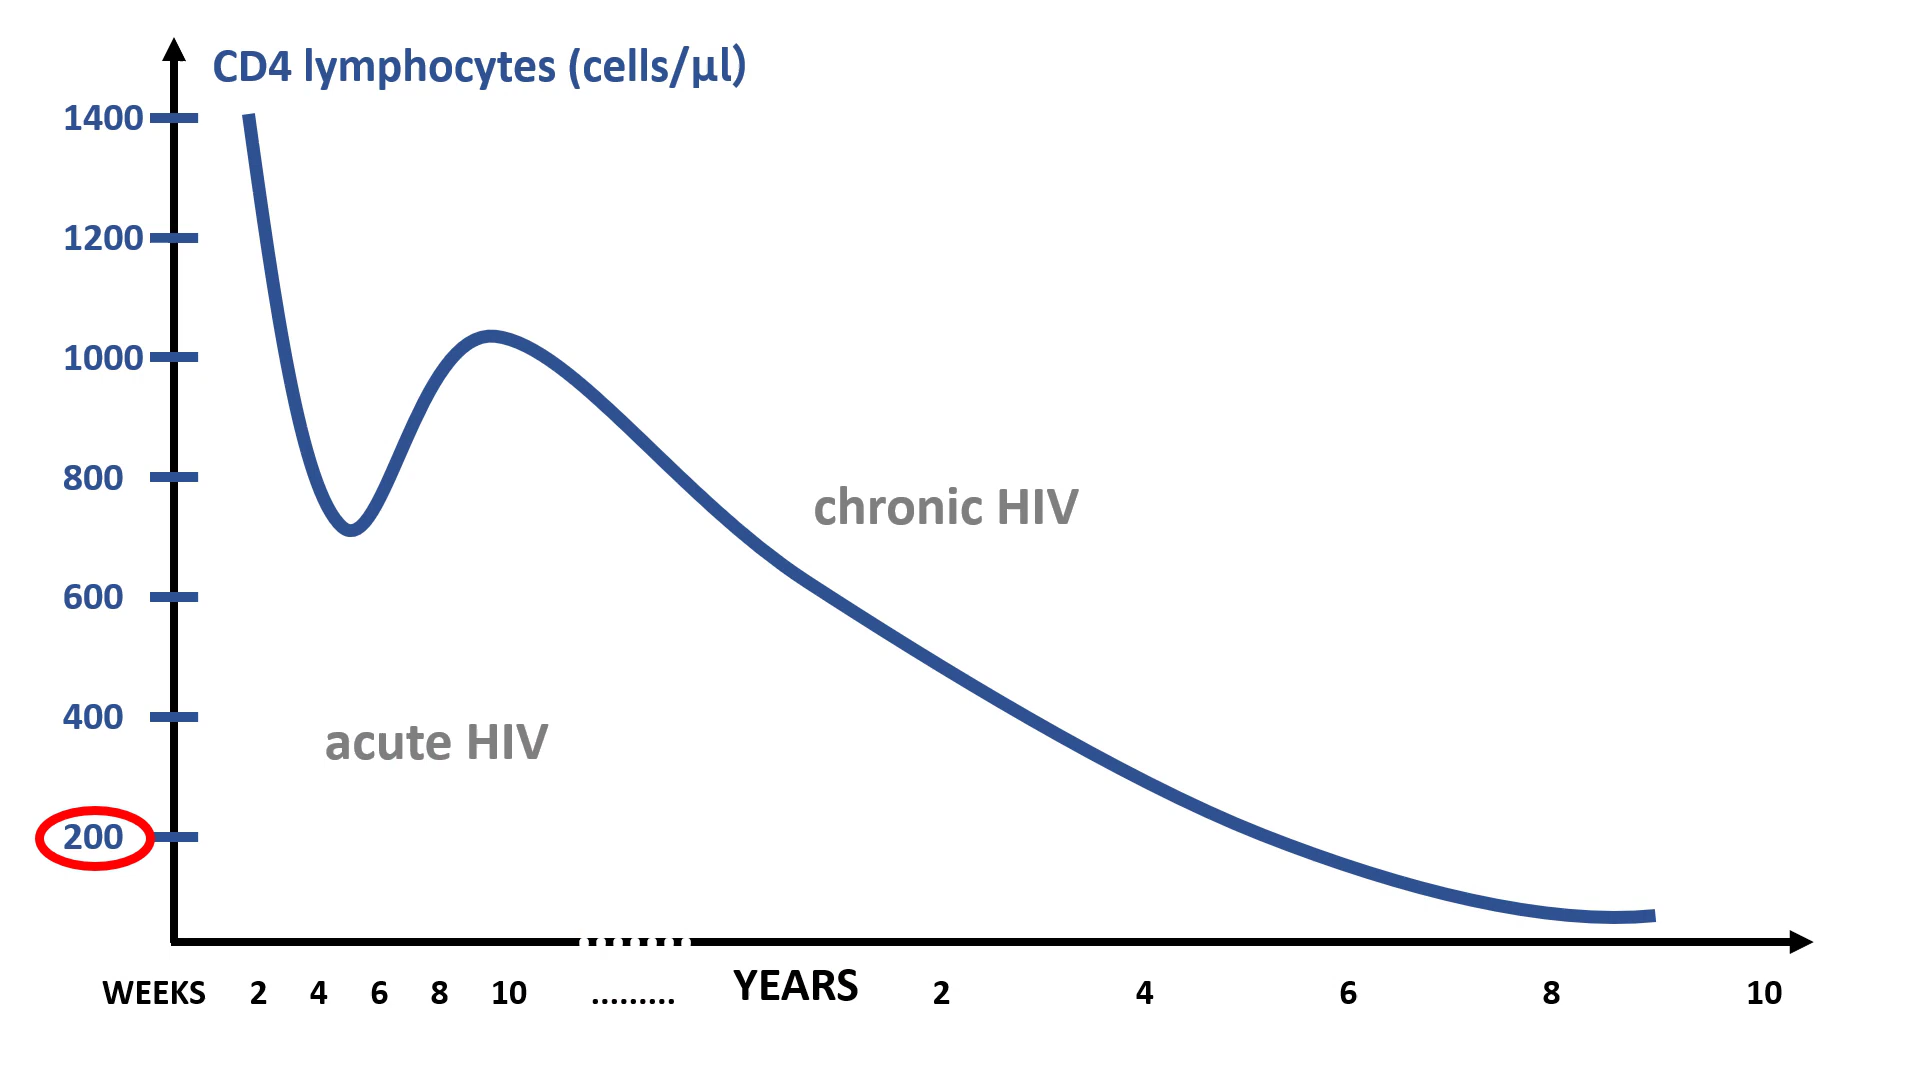 CD4 lymphocytes (cells/µl)
1400
1200
1000
800
600
400
200
chronic HIV
acute HIV
WEEKS 2 4 6 8 10 ......... YEARS 2 4 6 8 10